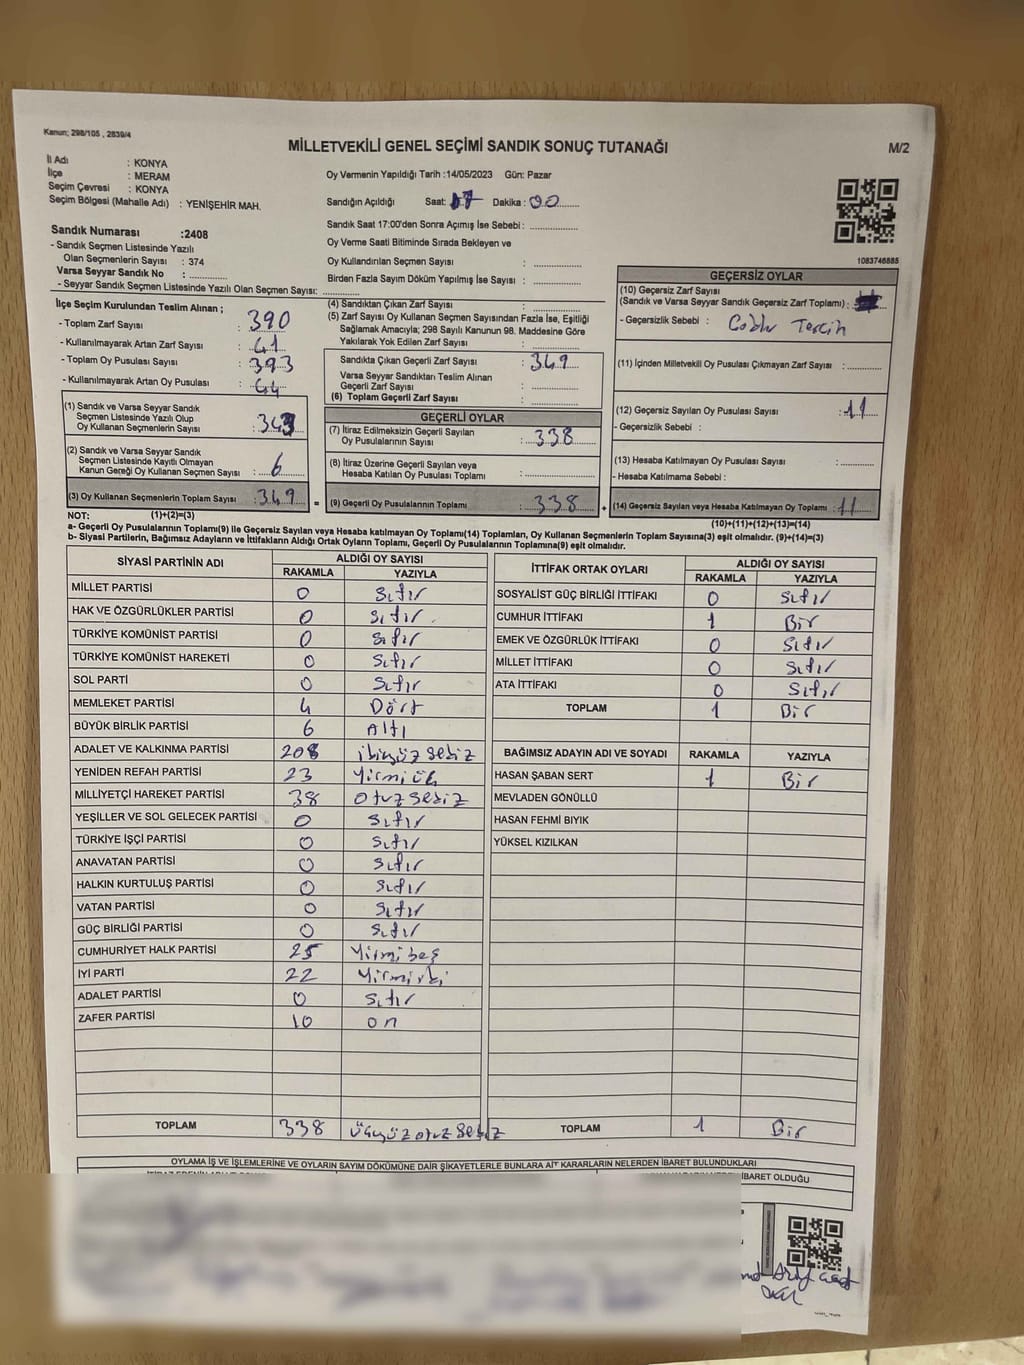 Kanun; 298/105 , 2839/4
MİLLETVEKİLİ GENEL SEÇİMİ SANDIK SONUÇ TUTANAĞI
M/2
İl Adı : KONYA
İlçe : MERAM
Seçim Çevresi : KONYA
Seçim Bölgesi (Mahalle Adı) : YENİŞEHİR MAH.
Sandık Numarası :2408
- Sandık Seçmen Listesinde Yazılı
Olan Seçmenlerin Sayısı : 374
Varsa Seyyar Sandık No : ..............
- Seyyar Sandık Seçmen Listesinde Yazılı Olan Seçmen Sayısı: ..............
Oy Vermenin Yapıldığı Tarih :14/05/2023 Gün: Pazar
Sandığın Açıldığı Saat: 17 Dakika : 00
Sandık Saat 17:00'den Sonra Açımış İse Sebebi : ..............
Oy Verme Saati Bitiminde Sırada Bekleyen ve
Oy Kullandırılan Seçmen Sayısı : ..............
Birden Fazla Sayım Döküm Yapılmış İse Sayısı : ..............
1083746885
İlçe Seçim Kurulundan Teslim Alınan ;
- Toplam Zarf Sayısı : 390
- Kullanılmayarak Artan Zarf Sayısı : 41
- Toplam Oy Pusulası Sayısı : 393
- Kullanılmayarak Artan Oy Pusulası : 44
(1) Sandık ve Varsa Seyyar Sandık
Seçmen Listesinde Yazılı Olup
Oy Kullanan Seçmenlerin Sayısı : 343
(2) Sandık ve Varsa Seyyar Sandık
Seçmen Listesinde Kayıtlı Olmayan
Kanun Gereği Oy Kullanan Seçmen Sayısı : 6
(3) Oy Kullanan Seçmenlerin Toplam Sayısı : 349
(4) Sandıktan Çıkan Zarf Sayısı : ..............
(5) Zarf Sayısı Oy Kullanan Seçmen Sayısından Fazla İse, Eşitliği
Sağlamak Amacıyla; 298 Sayılı Kanunun 98. Maddesine Göre
Yakılarak Yok Edilen Zarf Sayısı : ..............
Sandıkta Çıkan Geçerli Zarf Sayısı : 349
Varsa Seyyar Sandıktan Teslim Alınan
Geçerli Zarf Sayısı : ..............
(6) Toplam Geçerli Zarf Sayısı : ..............
GEÇERLİ OYLAR
(7) İtiraz Edilmeksizin Geçerli Sayılan
Oy Pusulalarının Sayısı : 338
(8) İtiraz Üzerine Geçerli Sayılan veya
Hesaba Katılan Oy Pusulası Toplamı : ..............
= (9) Geçerli Oy Pusulalarının Toplamı : 338 +
GEÇERSİZ OYLAR
(10) Geçersiz Zarf Sayısı
(Sandık ve Varsa Seyyar Sandık Geçersiz Zarf Toplamı) :
- Geçersizlik Sebebi : Çoklu Tercih
(11) İçinden Milletvekili Oy Pusulası Çıkmayan Zarf Sayısı : ..............
(12) Geçersiz Sayılan Oy Pusulası Sayısı : 11
- Geçersizlik Sebebi :
(13) Hesaba Katılmayan Oy Pusulası Sayısı : ..............
- Hesaba Katılmama Sebebi :
(14) Geçersiz Sayılan veya Hesaba Katılmayan Oy Toplamı : 11
NOT: (1)+(2)=(3)
(10)+(11)+(12)+(13)=(14)
a- Geçerli Oy Pusulalarının Toplamı(9) ile Geçersiz Sayılan veya Hesaba katılmayan Oy Toplamı(14) Toplamları, Oy Kullanan Seçmenlerin Toplam Sayısına(3) eşit olmalıdır. (9)+(14)=(3)
b- Siyasi Partilerin, Bağımsız Adayların ve İttifakların Aldığı Ortak Oyların Toplamı, Geçerli Oy Pusulalarının Toplamına(9) eşit olmalıdır.
SİYASİ PARTİNİN ADI ALDIĞI OY SAYISI
RAKAMLA YAZIYLA
MİLLET PARTİSİ 0 Sıfır
HAK VE ÖZGÜRLÜKLER PARTİSİ 0 Sıfır
TÜRKİYE KOMÜNİST PARTİSİ 0 Sıfır
TÜRKİYE KOMÜNİST HAREKETİ 0 Sıfır
SOL PARTİ 0 Sıfır
MEMLEKET PARTİSİ 4 Dört
BÜYÜK BİRLİK PARTİSİ 6 Altı
ADALET VE KALKINMA PARTİSİ 208 ikiyüz sekiz
YENİDEN REFAH PARTİSİ 23 Yirmi üç
MİLLİYETÇİ HAREKET PARTİSİ 38 Otuz sekiz
YEŞİLLER VE SOL GELECEK PARTİSİ 0 Sıfır
TÜRKİYE İŞÇİ PARTİSİ 0 Sıfır
ANAVATAN PARTİSİ 0 Sıfır
HALKIN KURTULUŞ PARTİSİ 0 Sıfır
VATAN PARTİSİ 0 Sıfır
GÜÇ BİRLİĞİ PARTİSİ 0 Sıfır
CUMHURİYET HALK PARTİSİ 25 Yirmi beş
İYİ PARTİ 22 Yirmi iki
ADALET PARTİSİ 0 Sıfır
ZAFER PARTİSİ 10 on
TOPLAM 338 üçyüz otuz sekiz
İTTİFAK ORTAK OYLARI ALDIĞI OY SAYISI
RAKAMLA YAZIYLA
SOSYALİST GÜÇ BİRLİĞİ İTTİFAKI 0 Sıfır
CUMHUR İTTİFAKI 1 Bir
EMEK VE ÖZGÜRLÜK İTTİFAKI 0 Sıfır
MİLLET İTTİFAKI 0 Sıfır
ATA İTTİFAKI 0 Sıfır
TOPLAM 1 Bir
BAĞIMSIZ ADAYIN ADI VE SOYADI RAKAMLA YAZIYLA
HASAN ŞABAN SERT 1 Bir
MEVLADEN GÖNÜLLÜ
HASAN FEHMİ BIYIK
YÜKSEL KIZILKAN
TOPLAM 1 Bir
OYLAMA İŞ VE İŞLEMLERİNE VE OYLARIN SAYIM DÖKÜMÜNE DAİR ŞİKAYETLERLE BUNLARA AİT KARARLARIN NELERDEN İBARET BULUNDUKLARI
İBARET OLDUĞU